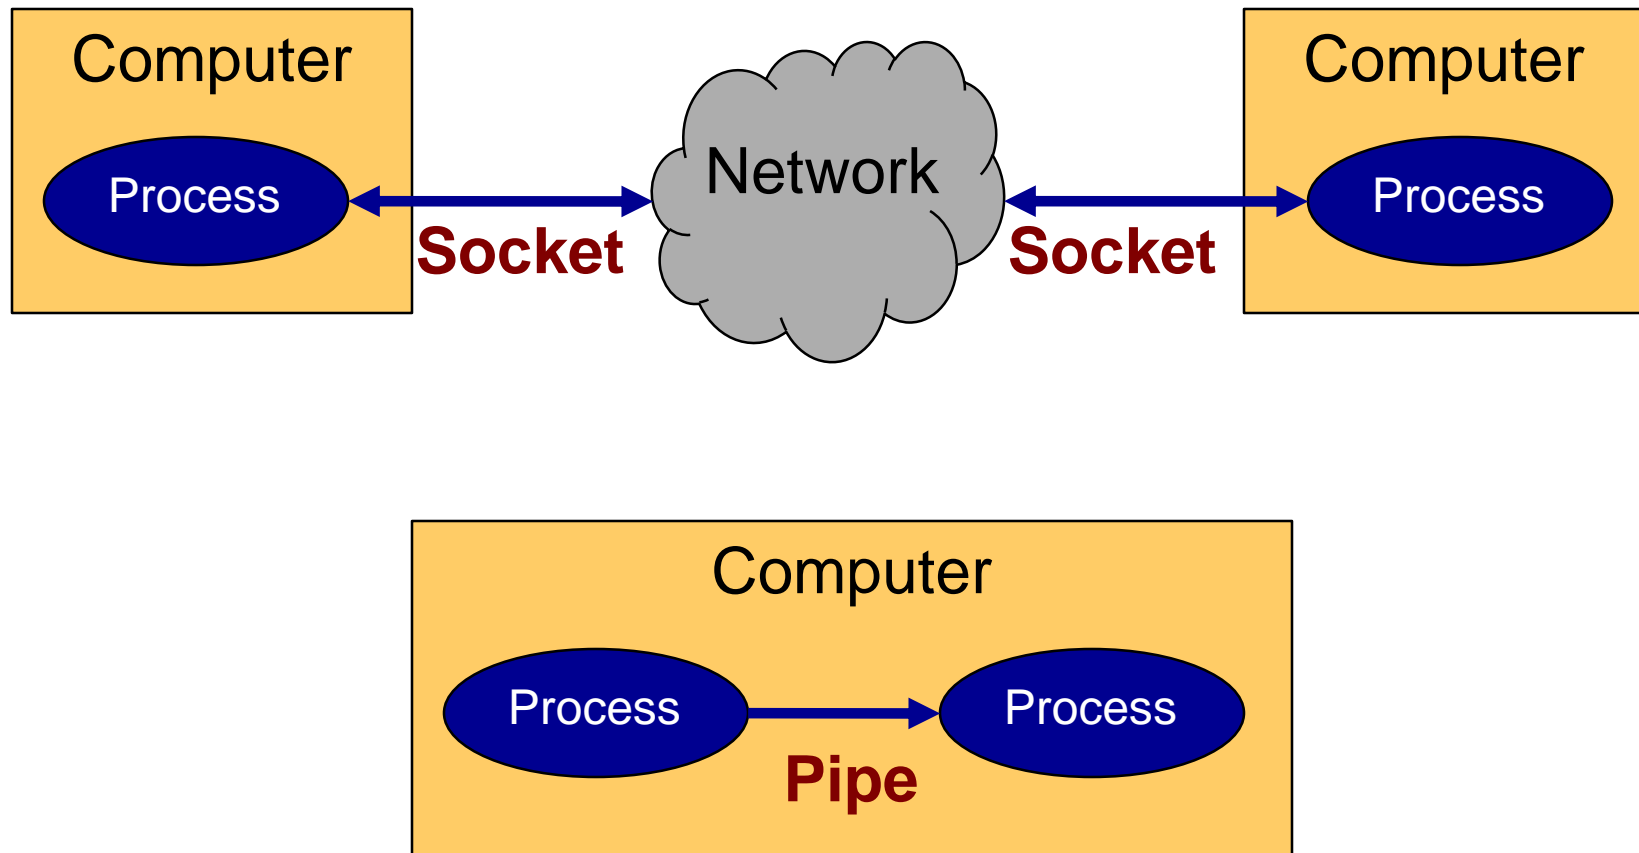 Computer
Network
Computer
Process
Process
Socket
Socket
Computer
Process
Process
Pipe